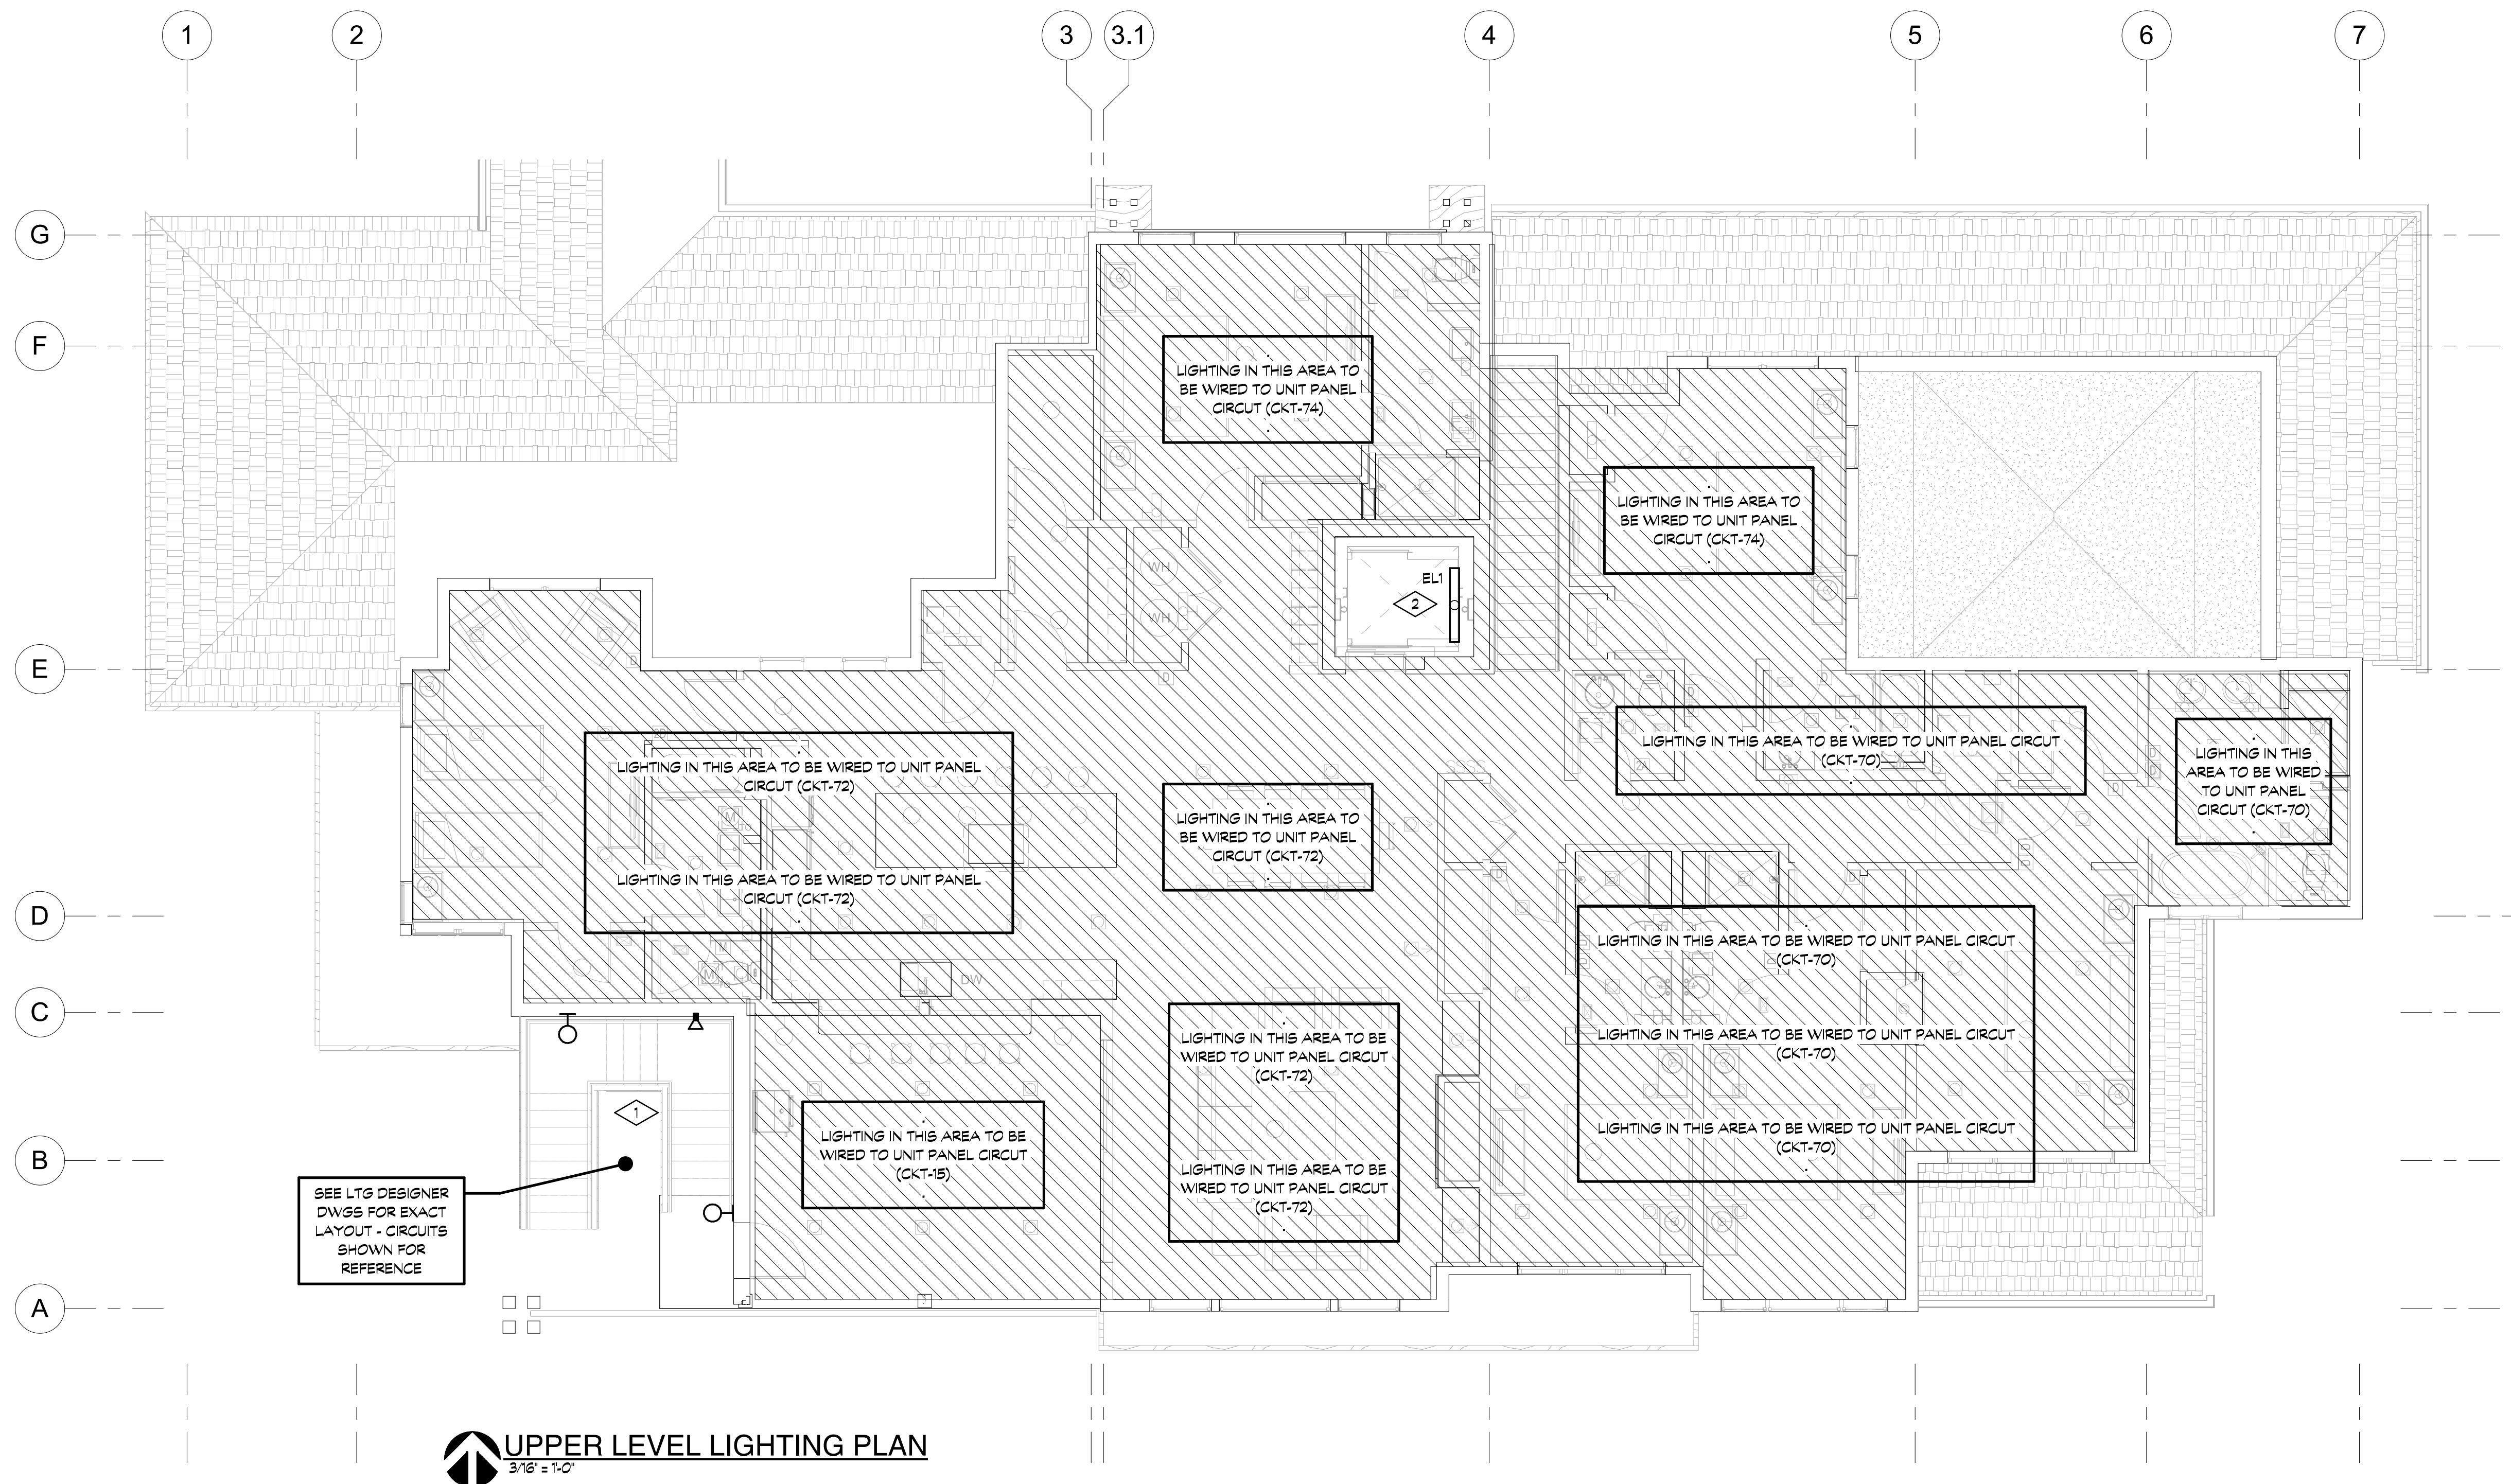 1
2
3
3.1
4
5
6
7
G
F
E
D
C
B
A
LIGHTING IN THIS AREA TO
BE WIRED TO UNIT PANEL
CIRCUT (CKT-74)
LIGHTING IN THIS AREA TO
BE WIRED TO UNIT PANEL
CIRCUT (CKT-74)
EL1
2
WH
WH
D
D
D
D
LIGHTING IN THIS AREA TO BE WIRED TO UNIT PANEL
CIRCUT (CKT-72)
LIGHTING IN THIS AREA TO BE WIRED TO UNIT PANEL
CIRCUT (CKT-72)
M
LIGHTING IN THIS AREA TO
BE WIRED TO UNIT PANEL
CIRCUT (CKT-72)
LIGHTING IN THIS AREA TO BE WIRED TO UNIT PANEL CIRCUT
(CKT-70)
2A
D
LIGHTING IN THIS
AREA TO BE WIRED
TO UNIT PANEL
CIRCUT (CKT-70)
D
D
LIGHTING IN THIS AREA TO BE WIRED TO UNIT PANEL CIRCUT
(CKT-70)
LIGHTING IN THIS AREA TO BE WIRED TO UNIT PANEL CIRCUT
(CKT-70)
LIGHTING IN THIS AREA TO BE WIRED TO UNIT PANEL CIRCUT
(CKT-70)
M
M
DW
LIGHTING IN THIS AREA TO BE
WIRED TO UNIT PANEL CIRCUT
(CKT-72)
LIGHTING IN THIS AREA TO BE
WIRED TO UNIT PANEL CIRCUT
(CKT-72)
1
LIGHTING IN THIS AREA TO BE
WIRED TO UNIT PANEL CIRCUT
(CKT-15)
SEE LTG DESIGNER
DWGS FOR EXACT
LAYOUT - CIRCUITS
SHOWN FOR
REFERENCE
UPPER LEVEL LIGHTING PLAN
3/16" = 1'-0"